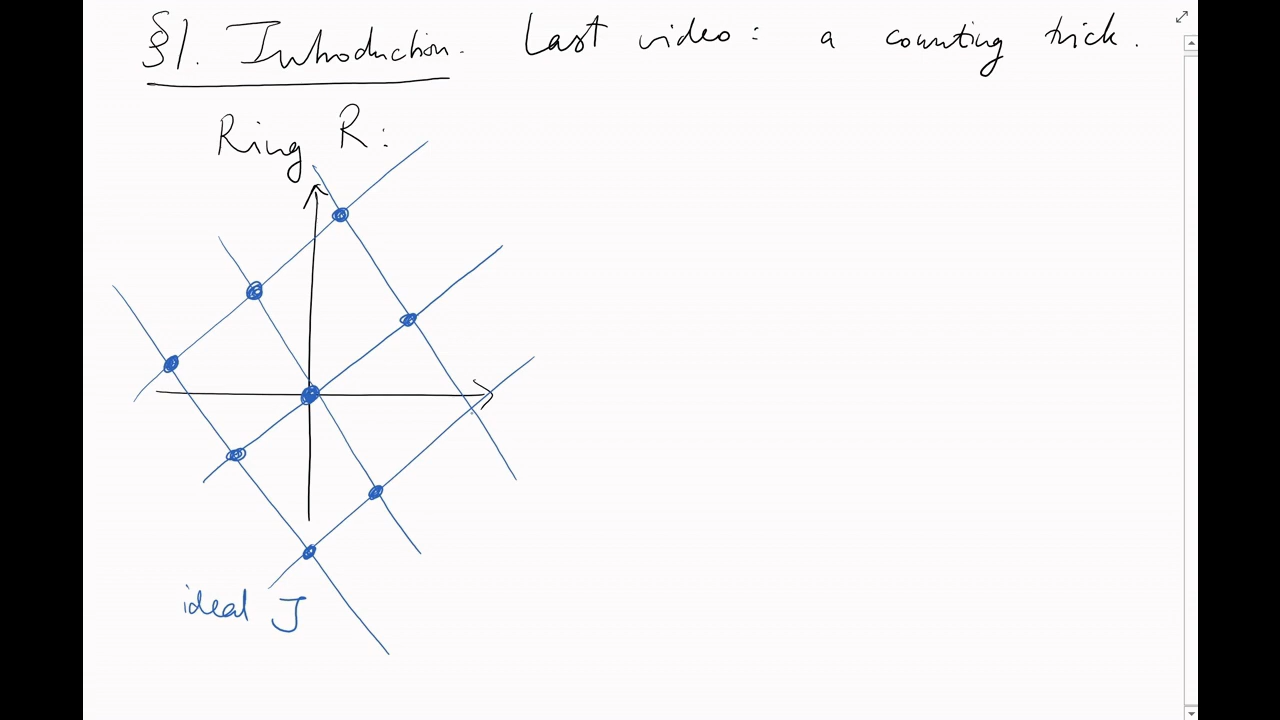 §1. Introduction. Last video: a counting trick.
Ring R:
ideal J